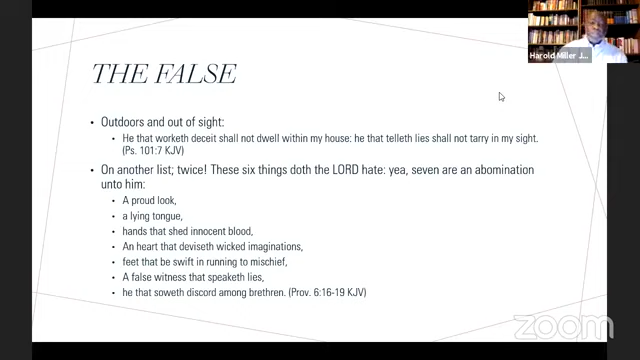 Harold Miller J...
THE FALSE
• Outdoors and out of sight:
• He that worketh deceit shall not dwell within my house: he that telleth lies shall not tarry in my sight.
(Ps. 101:7 KJV)
• On another list; twice! These six things doth the LORD hate: yea, seven are an abomination
unto him:
• A proud look,
• a lying tongue,
• hands that shed innocent blood,
• An heart that deviseth wicked imaginations,
• feet that be swift in running to mischief,
• A false witness that speaketh lies,
• he that soweth discord among brethren. (Prov. 6:16-19 KJV)
zoom